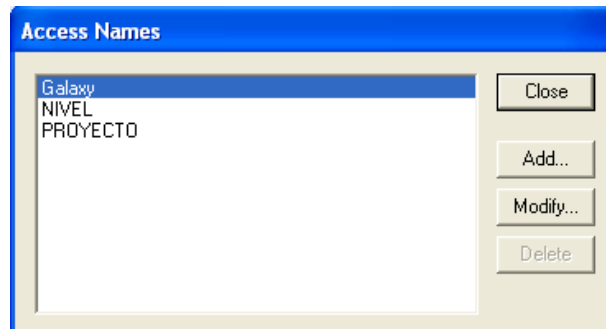 Access Names
Galaxy
NIVEL
PROYECTO
Close
Add...
Modify...
Delete